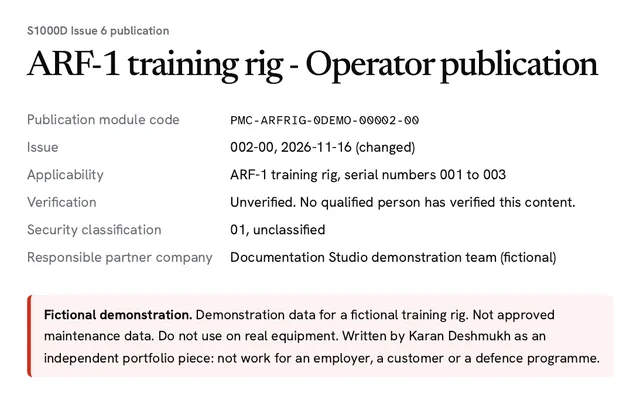 S1000D Issue 6 publication
ARF-1 training rig - Operator publication
Publication module code PMC-ARFRIG-0DEMO-00002-00
Issue 002-00, 2026-11-16 (changed)
Applicability ARF-1 training rig, serial numbers 001 to 003
Verification Unverified. No qualified person has verified this content.
Security classification 01, unclassified
Responsible partner company Documentation Studio demonstration team (fictional)
Fictional demonstration. Demonstration data for a fictional training rig. Not approved
maintenance data. Do not use on real equipment. Written by Karan Deshmukh as an
independent portfolio piece: not work for an employer, a customer or a defence programme.